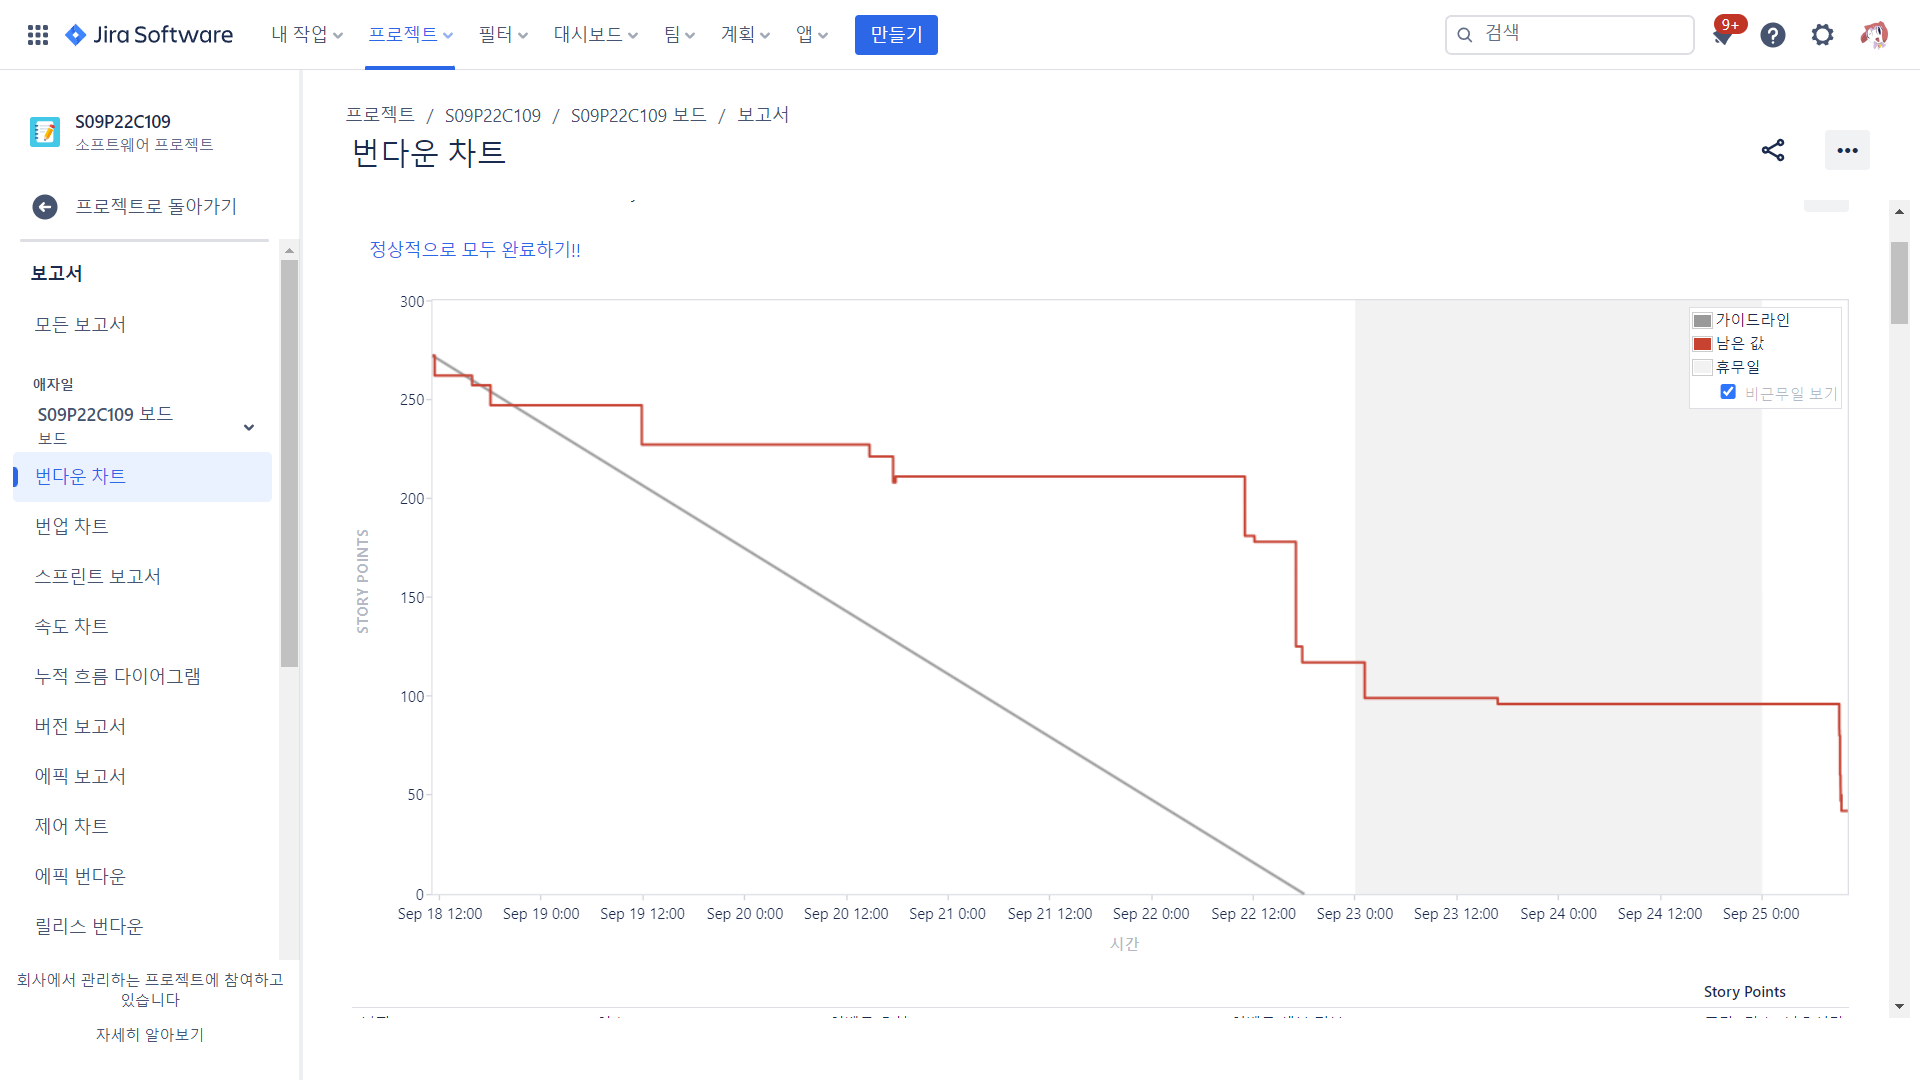 Jira Software
내 작업
프로젝트
필터
대시보드
팀
계획
앱
만들기
검색
9+
S09P22C109
소프트웨어 프로젝트
프로젝트로 돌아가기
보고서
모든 보고서
애자일
S09P22C109 보드
보드
번다운 차트
번업 차트
스프린트 보고서
속도 차트
누적 흐름 다이어그램
버전 보고서
에픽 보고서
제어 차트
에픽 번다운
릴리스 번다운
회사에서 관리하는 프로젝트에 참여하고
있습니다
자세히 알아보기
프로젝트 / S09P22C109 / S09P22C109 보드 / 보고서
번다운 차트
정상적으로 모두 완료하기!!
300
250
200
150
100
50
0
STORY POINTS
가이드라인
남은 값
휴무일
비근무일 보기
Sep 18 12:00
Sep 19 0:00
Sep 19 12:00
Sep 20 0:00
Sep 20 12:00
Sep 21 0:00
Sep 21 12:00
Sep 22 0:00
Sep 22 12:00
Sep 23 0:00
Sep 23 12:00
Sep 24 0:00
Sep 24 12:00
Sep 25 0:00
시간
Story Points